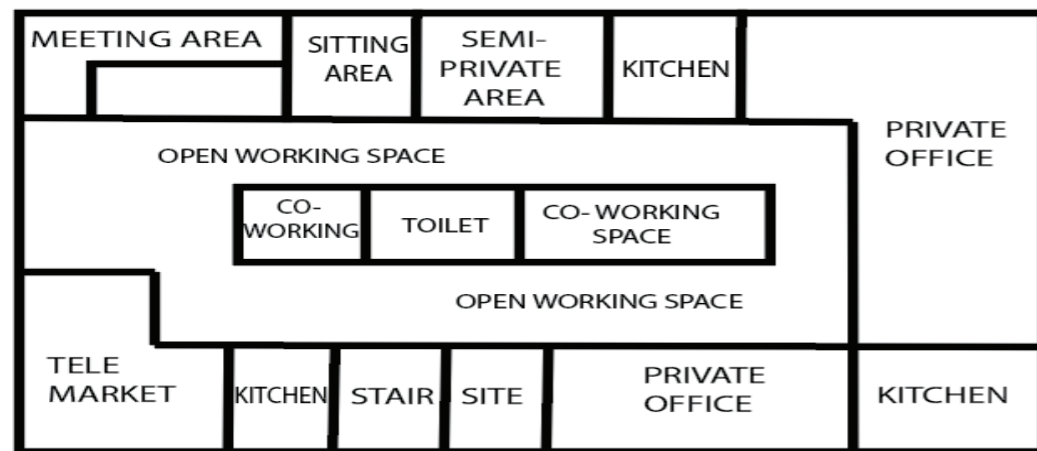 MEETING AREA
SITTING
AREA
SEMI-
PRIVATE
AREA
KITCHEN
PRIVATE
OFFICE
OPEN WORKING SPACE
CO-
WORKING
TOILET
CO- WORKING
SPACE
OPEN WORKING SPACE
TELE
MARKET
KITCHEN
STAIR
SITE
PRIVATE
OFFICE
KITCHEN